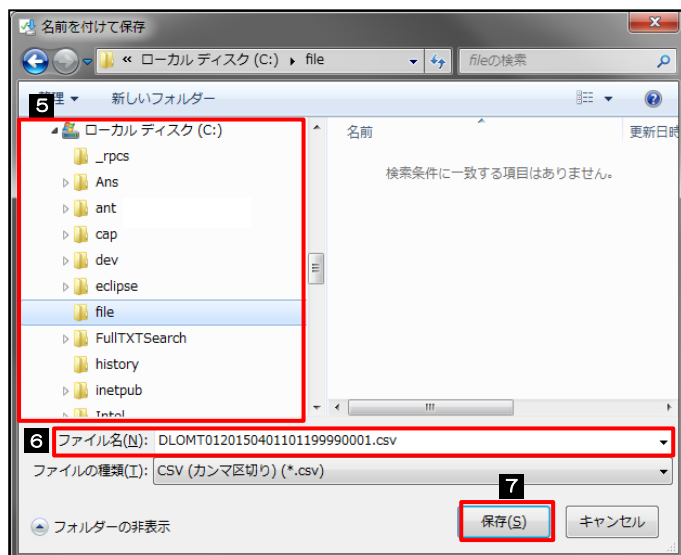 名前を付けて保存
« ローカル ディスク (C:) ▸ file
fileの検索
5
理 ▼ 新しいフォルダー
ローカル ディスク (C:)
名前 更新日時
_rpcs
検索条件に一致する項目はありません。
Ans
ant
cap
dev
eclipse
file
FullTXTSearch
history
inetpub
Intel
6
ファイル名(N): DLOMT0120150401101199990001.csv
ファイルの種類(T): CSV (カンマ区切り) (*.csv)
7
フォルダーの非表示
保存(S)
キャンセル